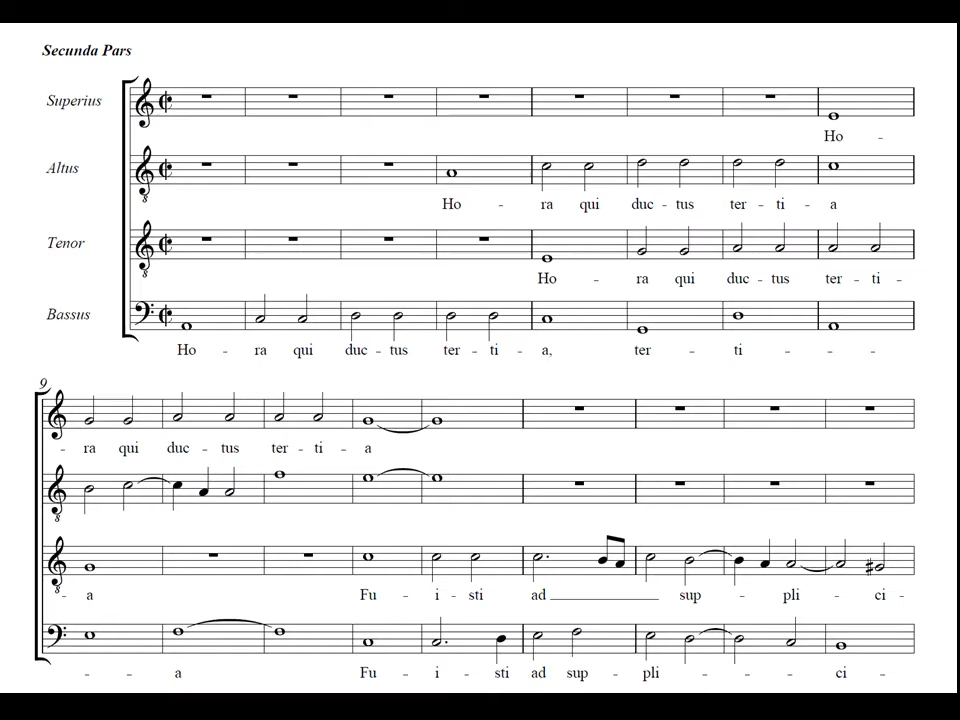 Secunda Pars
Superius
Ho -
Altus
Ho - ra qui duc - tus ter - ti - a
Tenor
Ho - ra qui duc - tus ter - ti -
Bassus
Ho - ra qui duc - tus ter - ti - a, ter - ti - - -
9
- ra qui duc - tus ter - ti - a
- a Fu - i - sti ad sup - pli - ci -
- - a Fu - i - sti ad sup - pli - - ci -